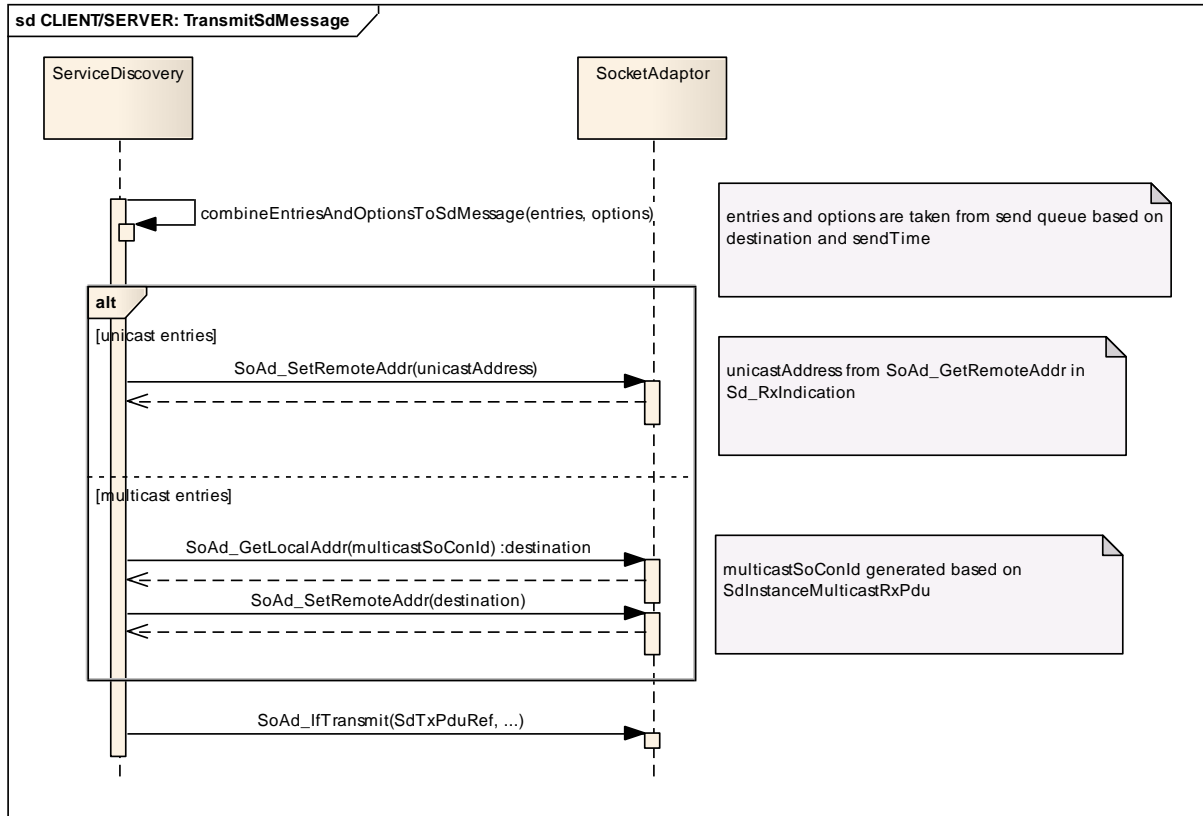 sd CLIENT/SERVER: TransmitSdMessage
ServiceDiscovery
SocketAdaptor
combineEntriesAndOptionsToSdMessage(entries, options)
entries and options are taken from send queue based on
destination and sendTime
alt
[unicast entries]
SoAd_SetRemoteAddr(unicastAddress)
unicastAddress from SoAd_GetRemoteAddr in
Sd_RxIndication
[multicast entries]
SoAd_GetLocalAddr(multicastSoConId) :destination
SoAd_SetRemoteAddr(destination)
multicastSoConId generated based on
SdInstanceMulticastRxPdu
SoAd_IfTransmit(SdTxPduRef, ...)